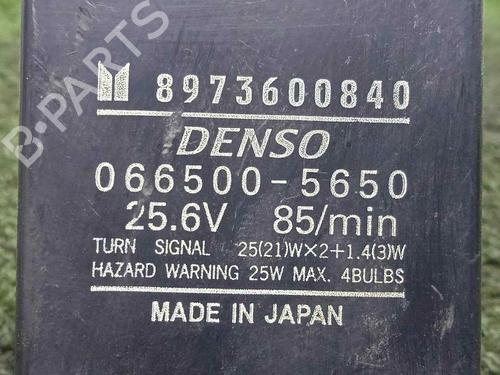 8973600840
DENSO
066500-5650
25.6V 85/min
TURN SIGNAL 25(21)W×2+1.4(3)W
HAZARD WARNING 25W MAX. 4BULBS
MADE IN JAPAN
B-PARTS